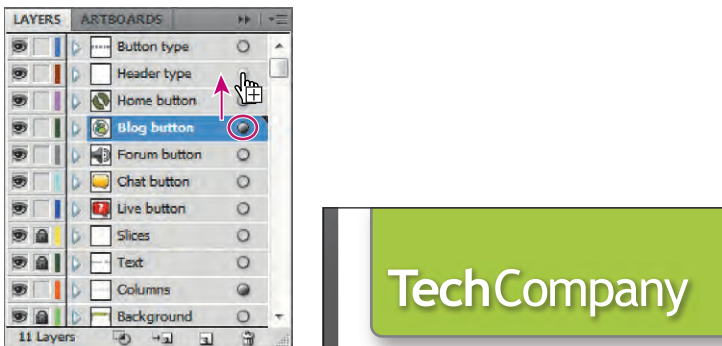 LAYERS ARTBOARDS
Button type
Header type
Home button
Blog button
Forum button
Chat button
Live button
Slices
Text
Columns
Background
11 Layers
TechCompany